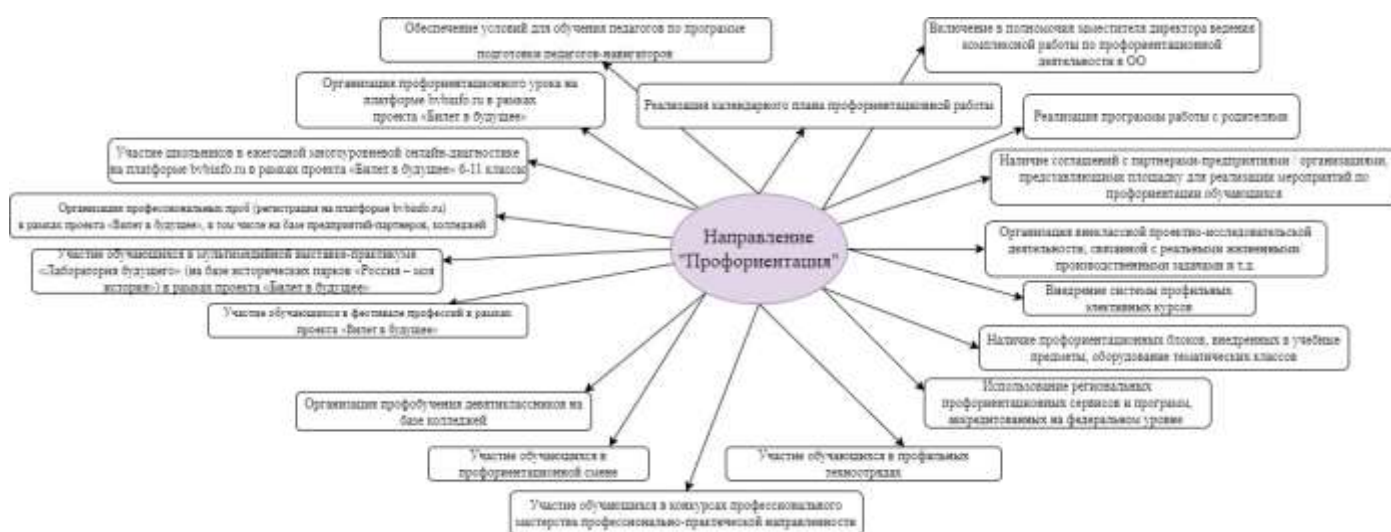 Обеспечение условий для обучения педагогов по программе
подготовки педагогов-навигаторов
Включение в полномочия заместителя директора ведения
комплексной работы по профориентационной
деятельности в ОО
Организация профориентационного урока на
платформе bvbinfo.ru в рамках
проекта «Билет в будущее»
Реализация календарного плана профориентационной работы
Реализация программы работы с родителями
Участие школьников в ежегодной многоуровневой онлайн-диагностике
на платформе bvbinfo.ru в рамках проекта «Билет в будущее» 6-11 классы
Наличие соглашений с партнерами-предприятиями / организациями,
представляющими площадку для реализации мероприятий по
профориентации обучающихся
Организация профессиональных проб (регистрация на платформе bvbinfo.ru)
в рамках проекта «Билет в будущее», в том числе на базе предприятий-партнеров, колледжей
Направление
"Профориентация"
Организация внеклассной проектно-исследовательской
деятельности, связанной с реальными жизненными
производственными задачами и т.д.
Участие обучающихся в мультимедийной выставке-практикуме
«Лаборатория будущего» (на базе исторических парков «Россия – моя
история») в рамках проекта «Билет в будущее»
Внедрение системы профильных
элективных курсов
Участие обучающихся в фестивале профессий в рамках
проекта «Билет в будущее»
Наличие профориентационных блоков, внедренных в учебные
предметы, оборудование тематических классов
Организация профобучения девятиклассников на
базе колледжей
Использование региональных
профориентационных сервисов и программ,
аккредитованных на федеральном уровне
Участие обучающихся в
профориентационной смене
Участие обучающихся в профильных
техноотрядах
Участие обучающихся в конкурсах профессионального
мастерства профессионально-практической направленности